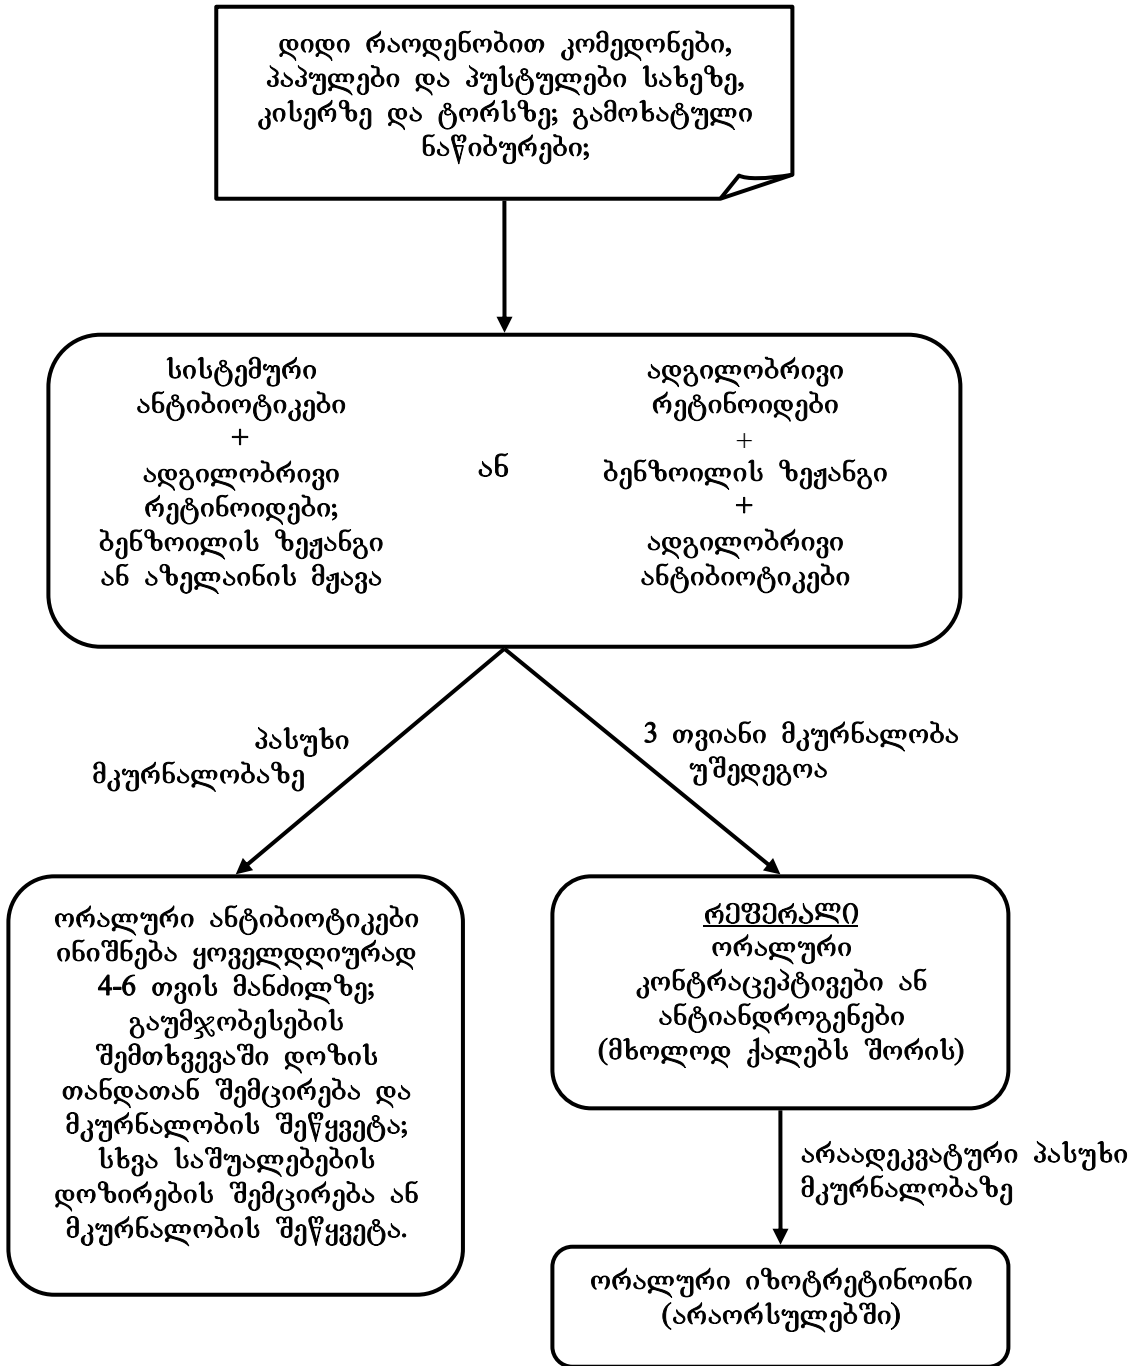 დიდი რაოდენობით კომედონები,
პაპულები და პუსტულები სახეზე,
კისერზე და ტორსზე; გამოხატული
ნაწიბურები;
სისტემური
ანტიბიოტიკები
+
ადგილობრივი
რეტინოიდები;
ბენზოილის ზეჟანგი
ან აზელაინის მჟავა
ან
ადგილობრივი
რეტინოიდები
+
ბენზოილის ზეჟანგი
+
ადგილობრივი
ანტიბიოტიკები
პასუხი
მკურნალობაზე
3 თვიანი მკურნალობა
უშედეგოა
ორალური ანტიბიოტიკები
ინიშნება ყოველდღიურად
4-6 თვის მანძილზე;
გაუმჯობესების
შემთხვევაში დოზის
თანდათან შემცირება და
მკურნალობის შეწყვეტა;
სხვა საშუალებების
დოზირების შემცირება ან
მკურნალობის შეწყვეტა.
რეფერალი
ორალური
კონტრაცეპტივები ან
ანტიანდროგენები
(მხოლოდ ქალებს შორის)
არაადეკვატური პასუხი
მკურნალობაზე
ორალური იზოტრეტინოინი
(არაორსულებში)